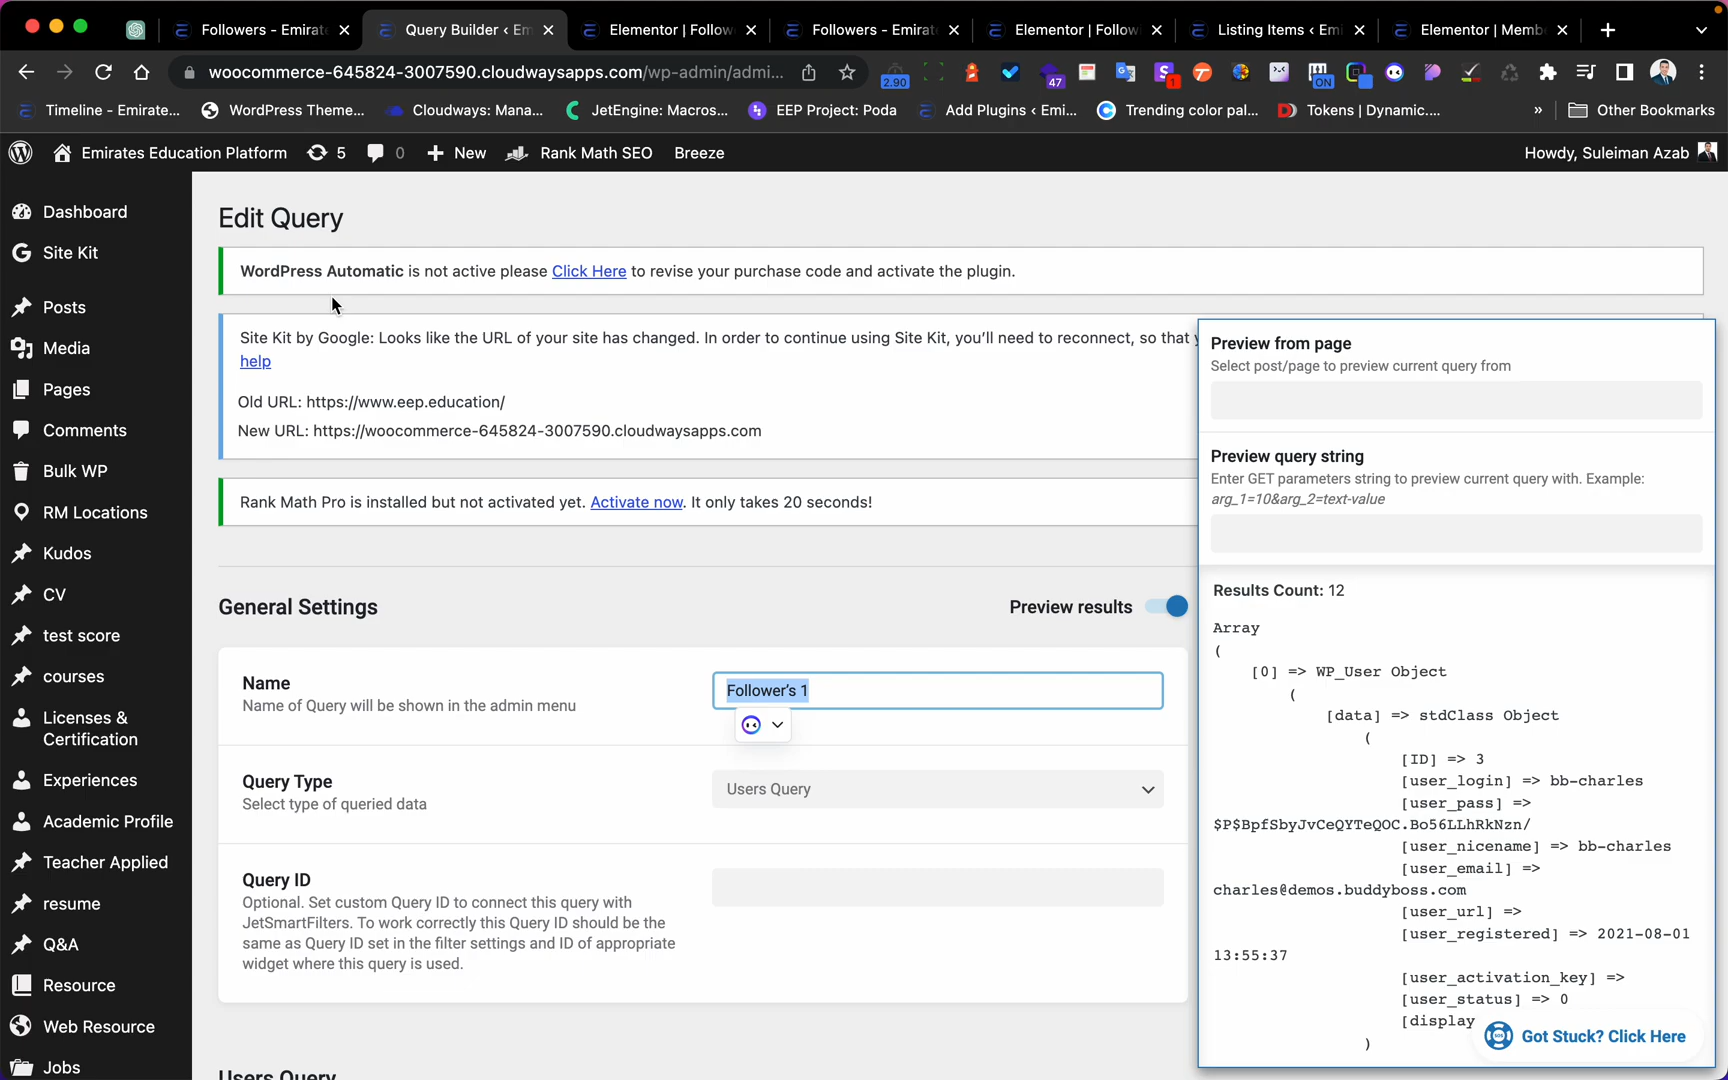 Followers - Emirat
Query Builder ‹ Em
Elementor | Follow
Followers - Emirat
Elementor | Follow
Listing Items ‹ Emi
Elementor | Memb
woocommerce-645824-3007590.cloudwaysapps.com/wp-admin/admi...
2.90
47
1
ON
Timeline - Emirate...
WordPress Theme...
Cloudways: Mana...
JetEngine: Macros...
EEP Project: Poda
Add Plugins ‹ Emi...
Trending color pal...
Tokens | Dynamic....
»
Other Bookmarks
Emirates Education Platform
5
0
New
Rank Math SEO
Breeze
Howdy, Suleiman Azab
Dashboard
Site Kit
Posts
Media
Pages
Comments
Bulk WP
RM Locations
Kudos
CV
test score
courses
Licenses &
Certification
Experiences
Academic Profile
Teacher Applied
resume
Q&A
Resource
Web Resource
Jobs
Edit Query
WordPress Automatic is not active please Click Here to revise your purchase code and activate the plugin.
Site Kit by Google: Looks like the URL of your site has changed. In order to continue using Site Kit, you’ll need to reconnect, so that y
help
Old URL: https://www.eep.education/
New URL: https://woocommerce-645824-3007590.cloudwaysapps.com
Rank Math Pro is installed but not activated yet. Activate now. It only takes 20 seconds!
General Settings
Preview results
Name
Name of Query will be shown in the admin menu
Follower’s 1
Query Type
Select type of queried data
Users Query
Query ID
Optional. Set custom Query ID to connect this query with
JetSmartFilters. To work correctly this Query ID should be the
same as Query ID set in the filter settings and ID of appropriate
widget where this query is used.
Users Query
Preview from page
Select post/page to preview current query from
Preview query string
Enter GET parameters string to preview current query with. Example:
arg_1=10&arg_2=text-value
Results Count: 12
Array
(
[0] => WP_User Object
(
[data] => stdClass Object
(
[ID] => 3
[user_login] => bb-charles
[user_pass] =>
$P$BpfSbyJvCeQYTeQOC.Bo56LLhRkNzn/
[user_nicename] => bb-charles
[user_email] =>
charles@demos.buddyboss.com
[user_url] =>
[user_registered] => 2021-08-01
13:55:37
[user_activation_key] =>
[user_status] => 0
[display
)
Got Stuck? Click Here